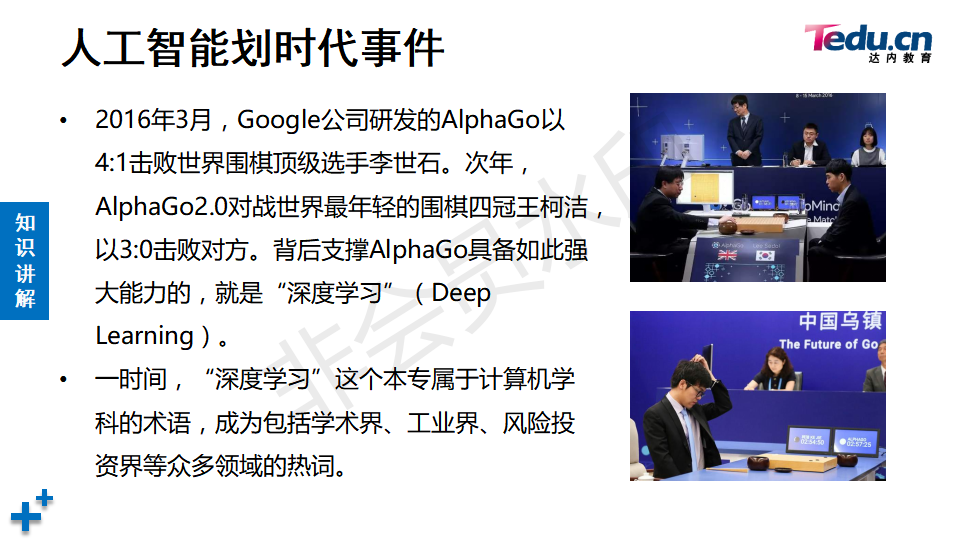 人工智能划时代事件
Tedu.cn
达内教育
• 2016年3月，Google公司研发的AlphaGo以
4:1击败世界围棋顶级选手李世石。次年，
AlphaGo2.0对战世界最年轻的围棋四冠王柯洁，
以3:0击败对方。背后支撑AlphaGo具备如此强
大能力的，就是“深度学习”（Deep
Learning）。
• 一时间，“深度学习”这个本专属于计算机学
科的术语，成为包括学术界、工业界、风险投
资界等众多领域的热词。
知识讲解
非会员水印
8 - 15 March 2016
AlphaGo
中国乌镇
The Future of Go
ALPHAGO
02:54:50
02:57:25